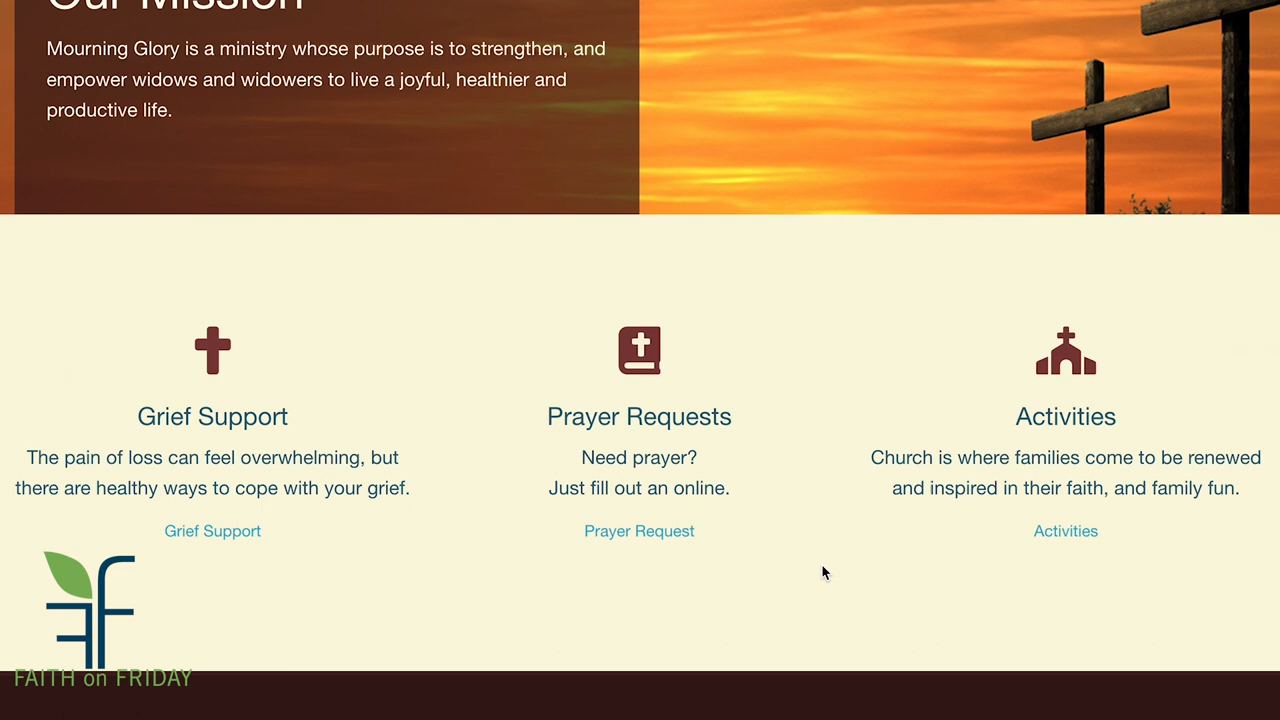 Our Mission
Mourning Glory is a ministry whose purpose is to strengthen, and
empower widows and widowers to live a joyful, healthier and
productive life.
Grief Support
The pain of loss can feel overwhelming, but
there are healthy ways to cope with your grief.
Grief Support
Prayer Requests
Need prayer?
Just fill out an online.
Prayer Request
Activities
Church is where families come to be renewed
and inspired in their faith, and family fun.
Activities
FAITH on FRIDAY